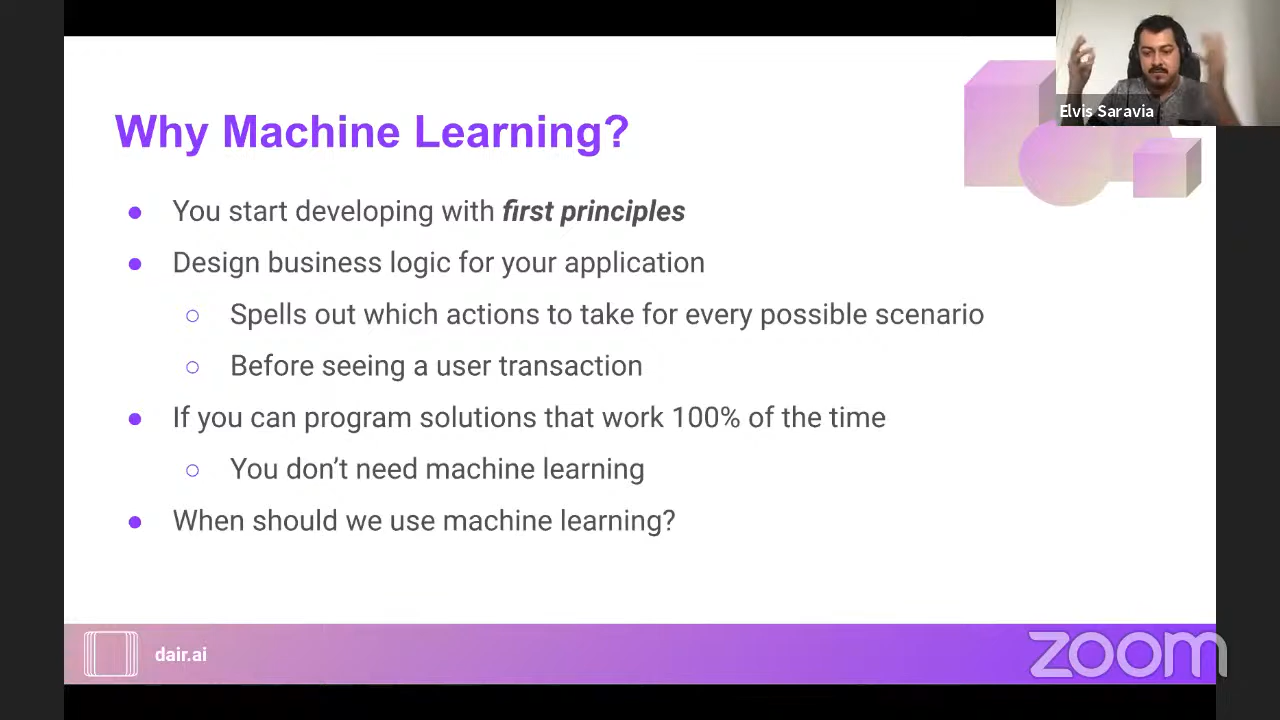 Elvis Saravia
Why Machine Learning?
● You start developing with first principles
● Design business logic for your application
○ Spells out which actions to take for every possible scenario
○ Before seeing a user transaction
● If you can program solutions that work 100% of the time
○ You don’t need machine learning
● When should we use machine learning?
dair.ai
zoom